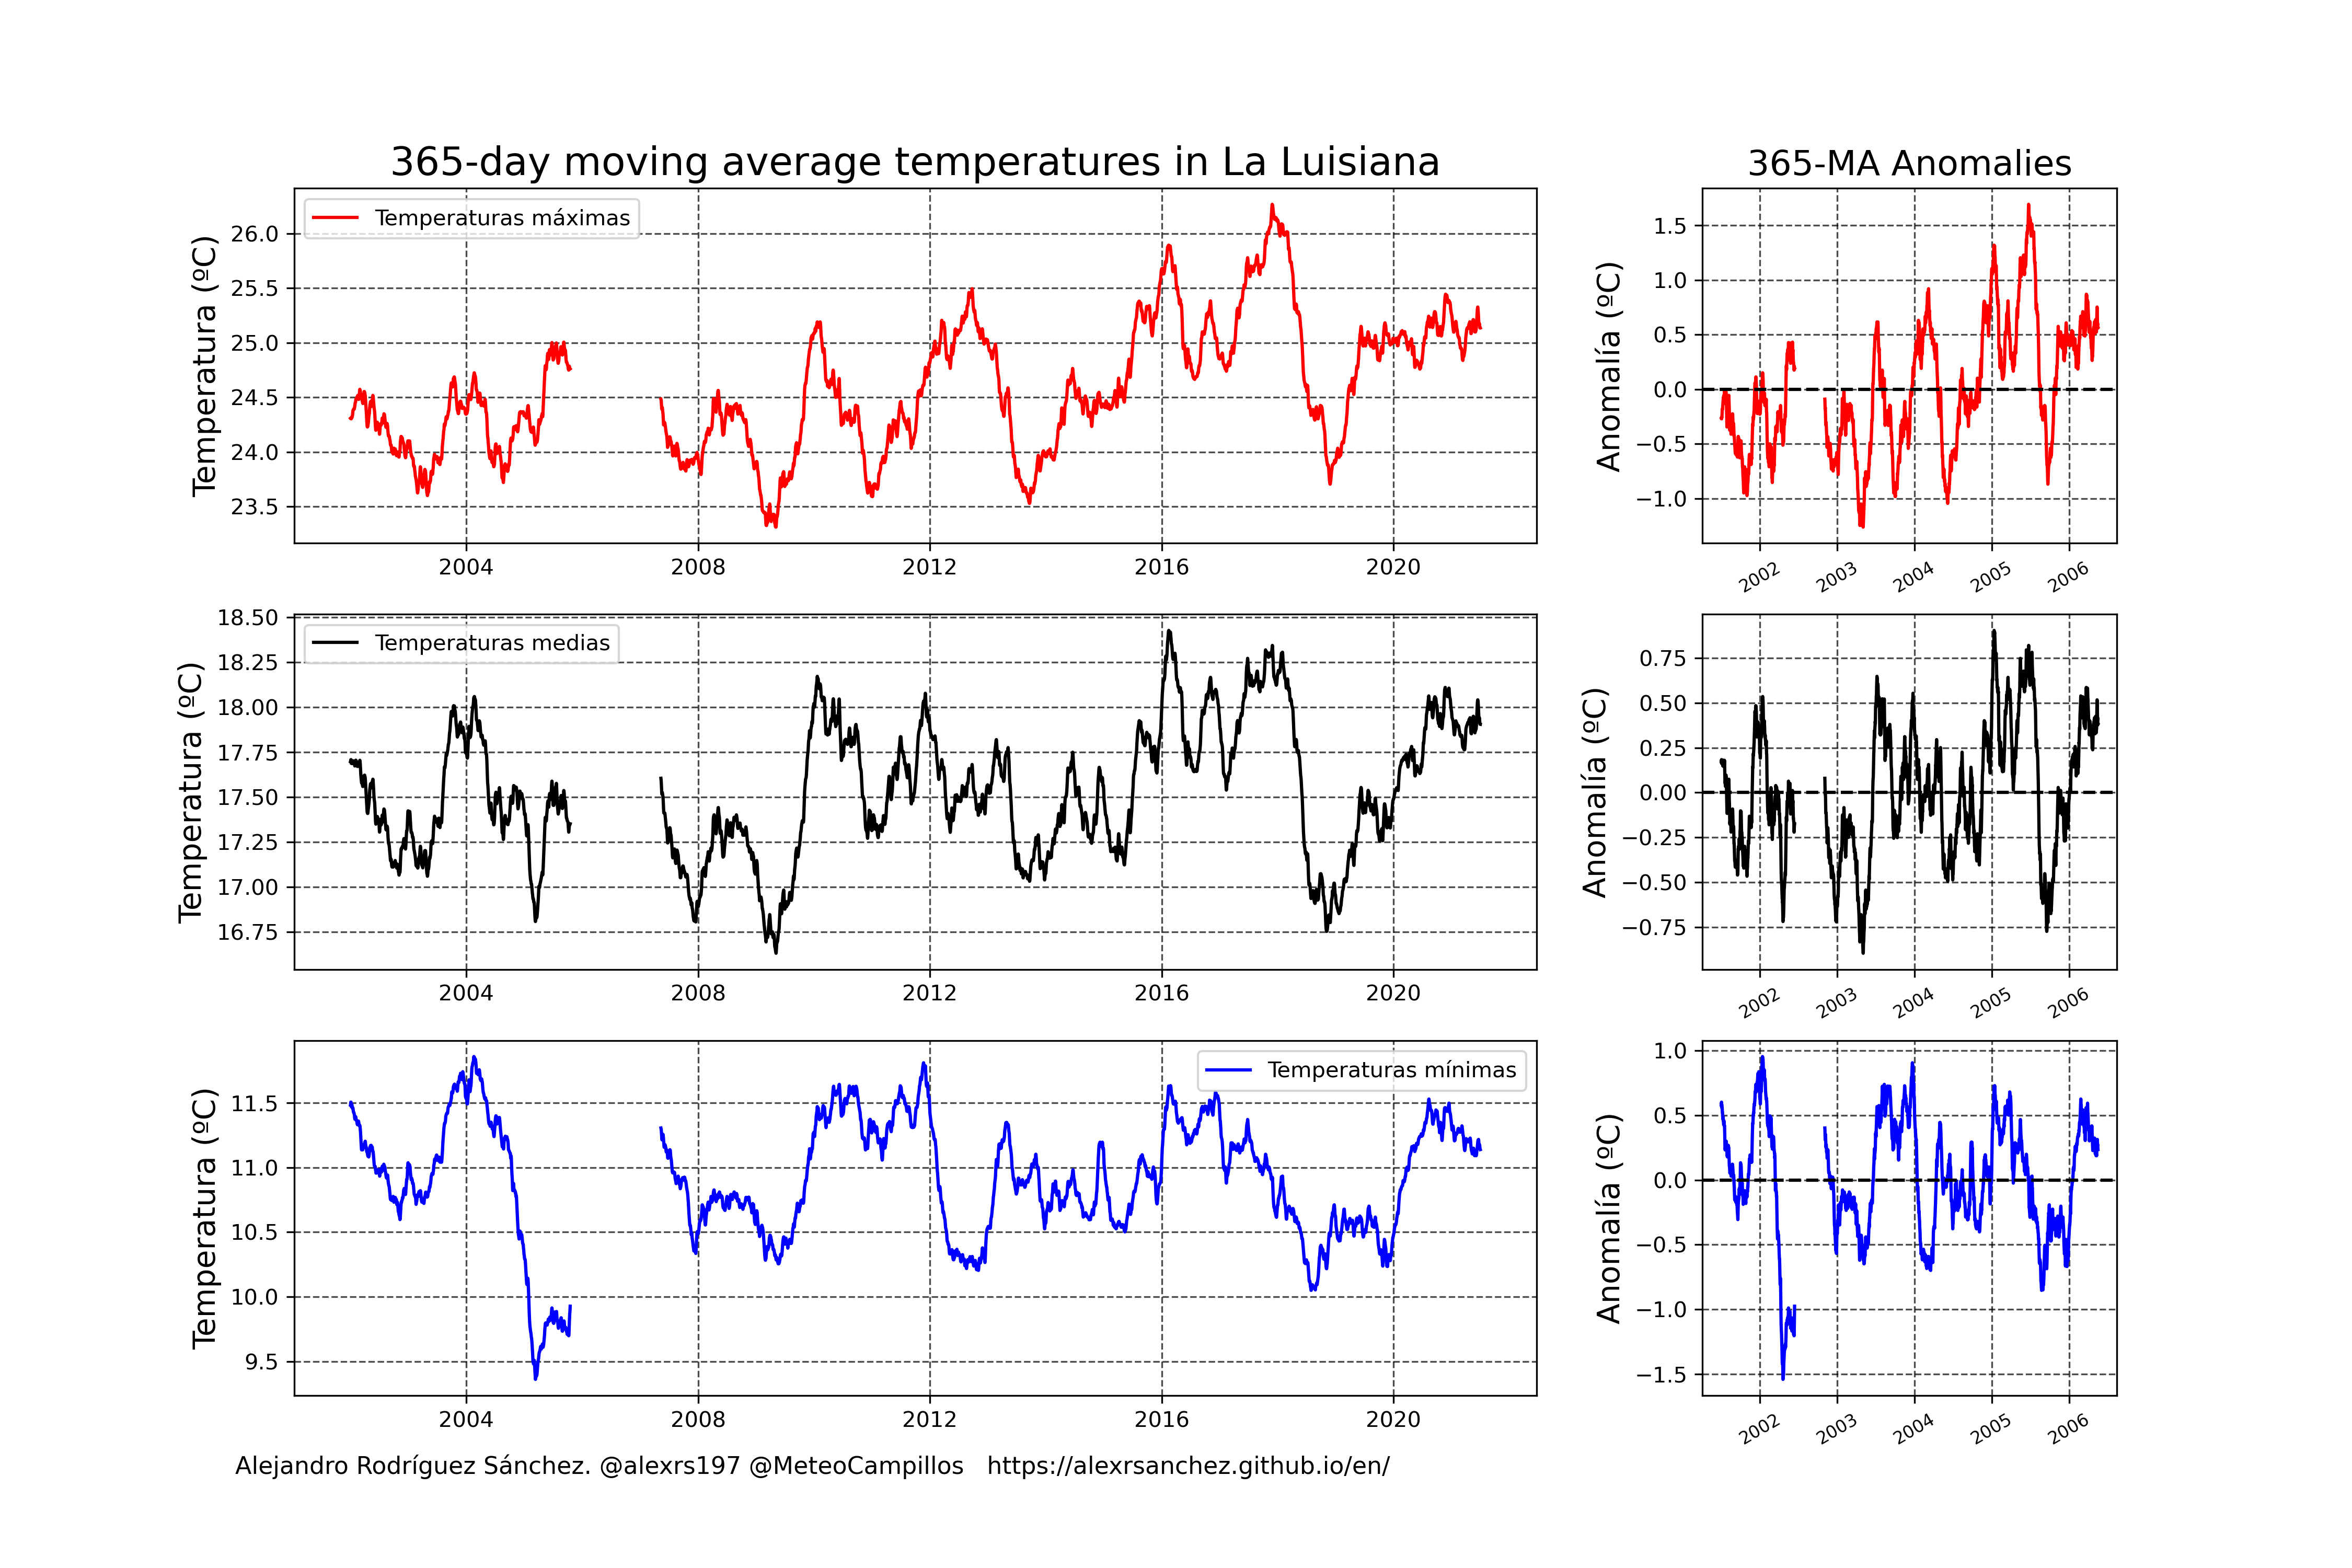 365-day moving average temperatures in La Luisiana
365-MA Anomalies
Temperatura (ºC)
26.0
25.5
25.0
24.5
24.0
23.5
Temperaturas máximas
2004 2008 2012 2016 2020
Anomalía (ºC)
1.5
1.0
0.5
0.0
−0.5
−1.0
2002 2003 2004 2005 2006
Temperatura (ºC)
18.50
18.25
18.00
17.75
17.50
17.25
17.00
16.75
Temperaturas medias
2004 2008 2012 2016 2020
Anomalía (ºC)
0.75
0.50
0.25
0.00
−0.25
−0.50
−0.75
2002 2003 2004 2005 2006
Temperatura (ºC)
11.5
11.0
10.5
10.0
9.5
Temperaturas mínimas
2004 2008 2012 2016 2020
Anomalía (ºC)
1.0
0.5
0.0
−0.5
−1.0
−1.5
2002 2003 2004 2005 2006
Alejandro Rodríguez Sánchez. @alexrs197 @MeteoCampillos https://alexrsanchez.github.io/en/